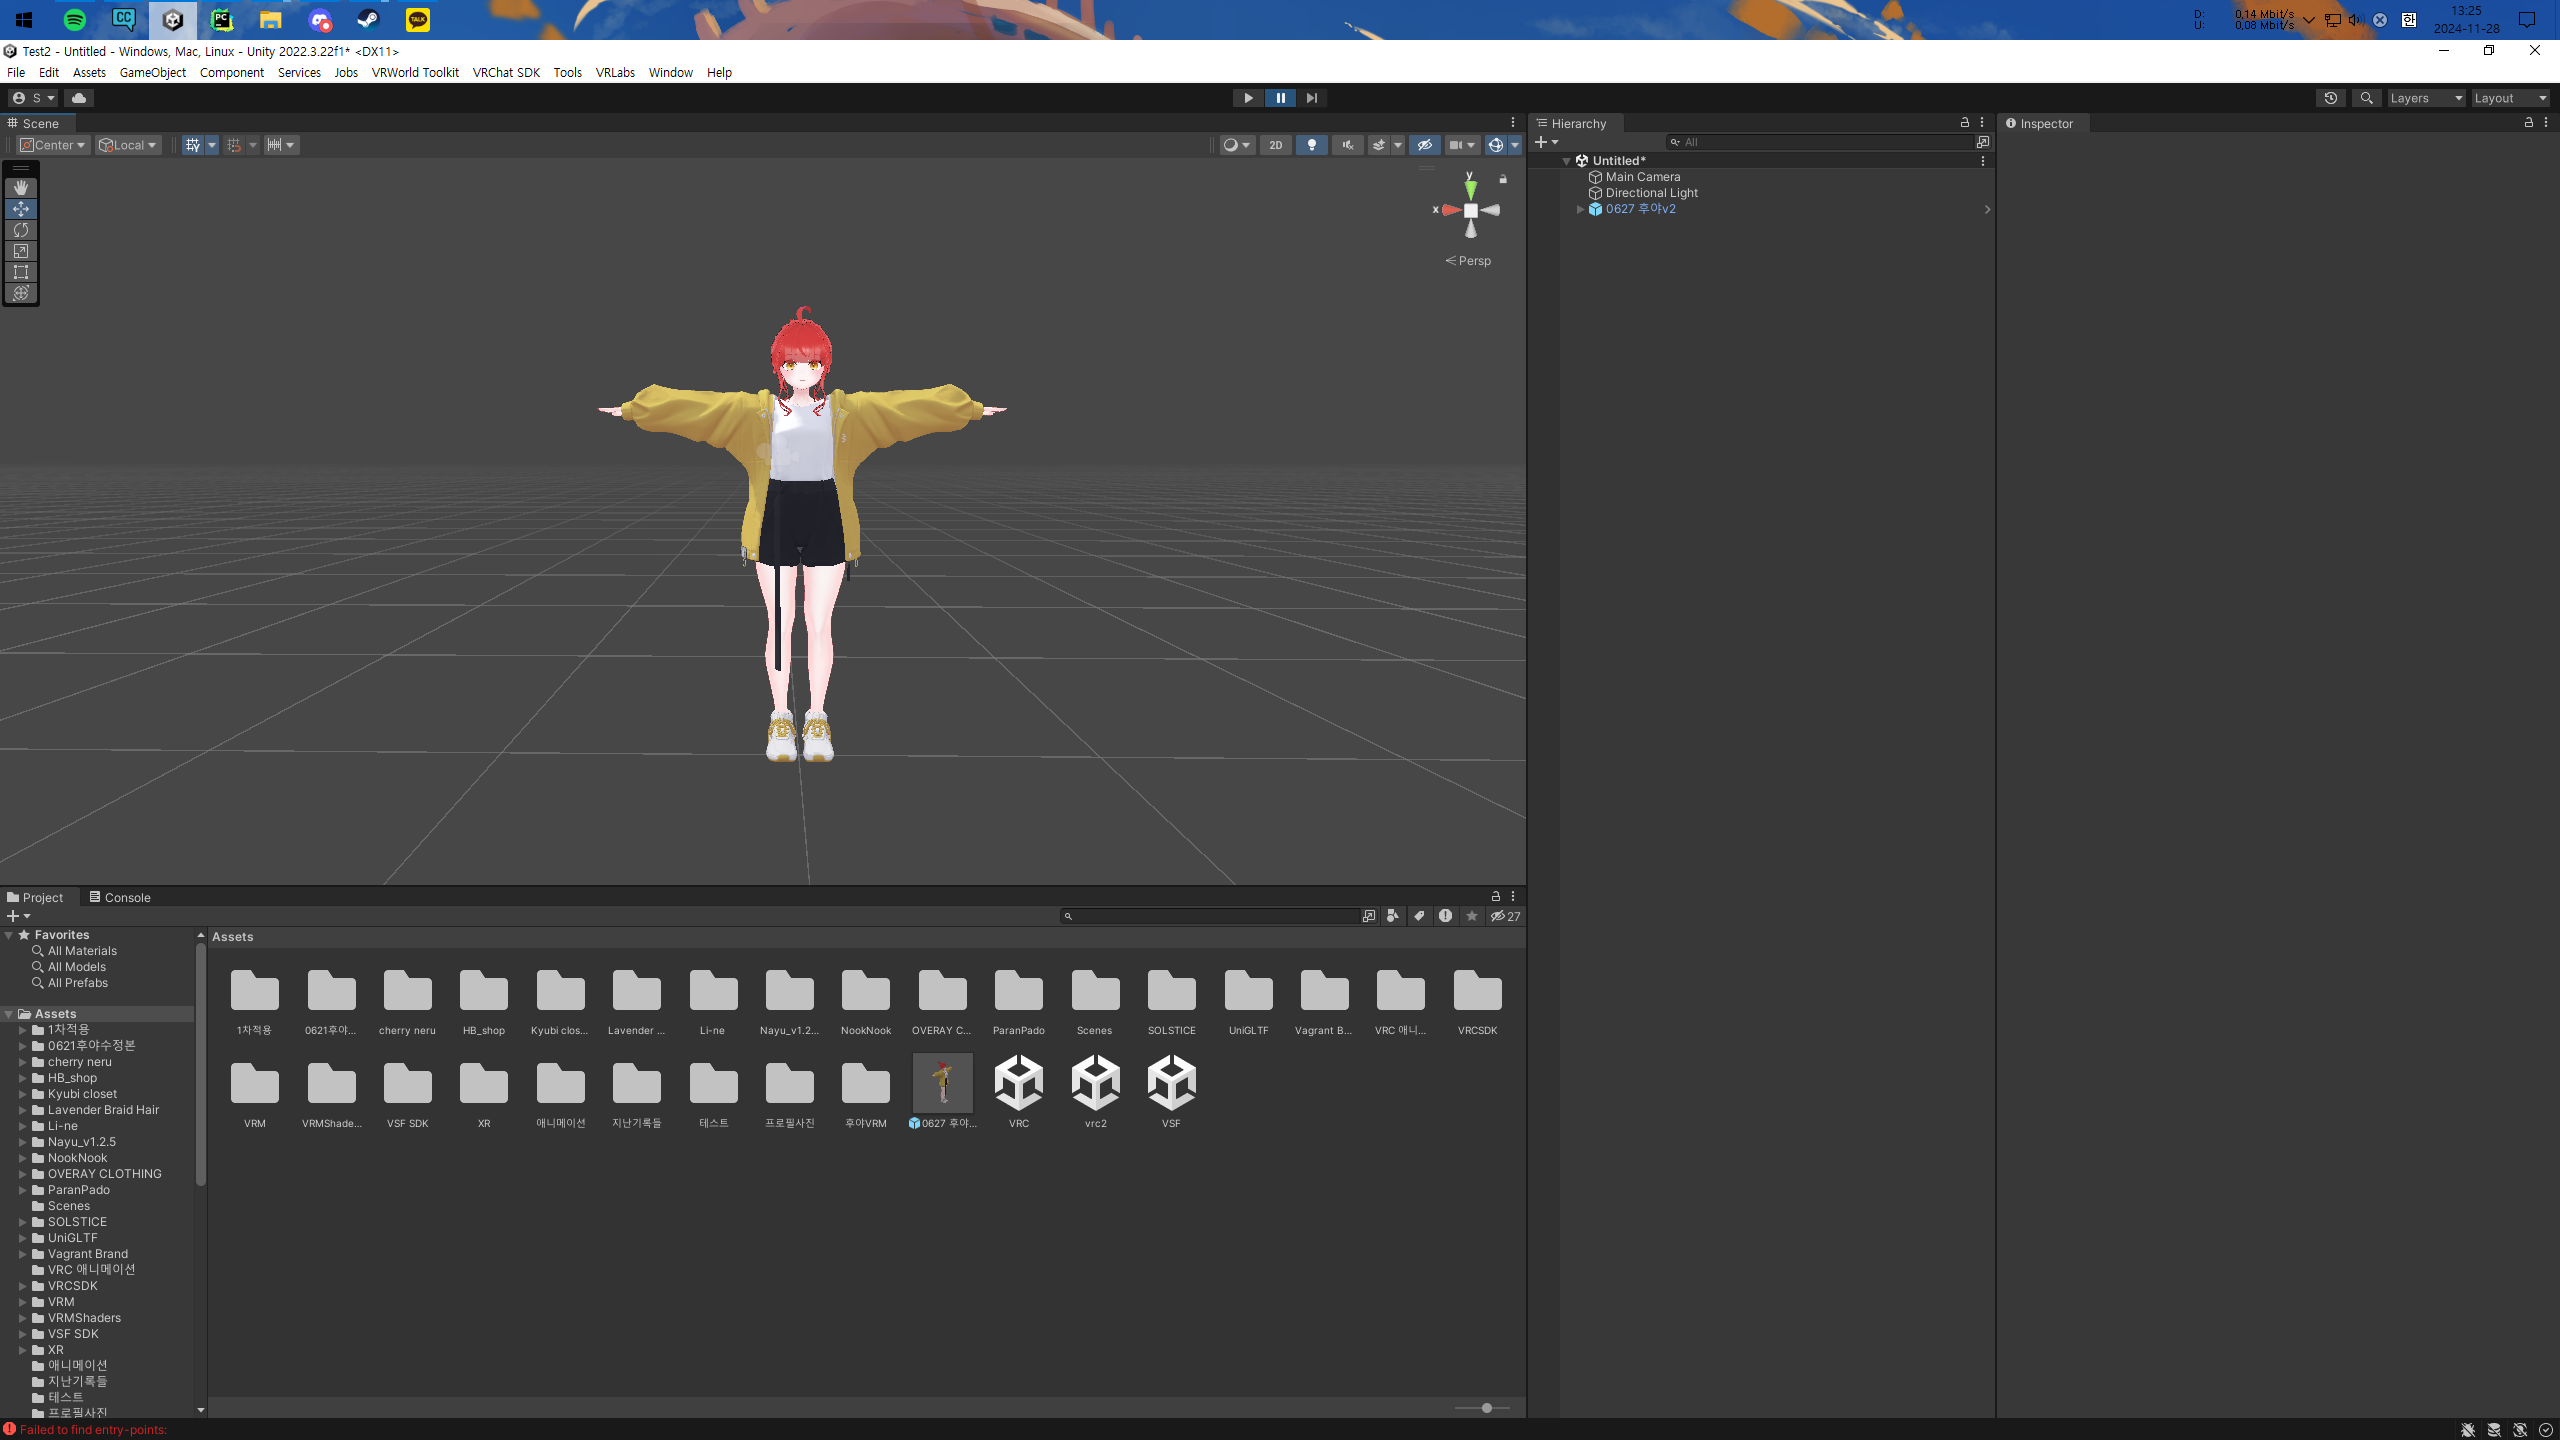 D: 0,14 Mbit/s
U: 0,08 Mbit/s
한
13:25
2024-11-28
CC
PC
TALK
Test2 - Untitled - Windows, Mac, Linux - Unity 2022.3.22f1* <DX11>
File Edit Assets GameObject Component Services Jobs VRWorld Toolkit VRChat SDK Tools VRLabs Window Help
S
Layers Layout
Scene
Center Local
2D
y
x
Persp
Hierarchy
All
Untitled*
Main Camera
Directional Light
0627 후야v2
Inspector
Project Console
27
Favorites
All Materials
All Models
All Prefabs
Assets
1차적용
0621후야수정본
cherry neru
HB_shop
Kyubi closet
Lavender Braid Hair
Li-ne
Nayu_v1.2.5
NookNook
OVERAY CLOTHING
ParanPado
Scenes
SOLSTICE
UniGLTF
Vagrant Brand
VRC 애니메이션
VRCSDK
VRM
VRMShaders
VSF SDK
XR
애니메이션
지난기록들
테스트
프로필사진
Assets
1차적용 0621후야... cherry neru HB_shop Kyubi clos... Lavender ... Li-ne Nayu_v1.2... NookNook OVERAY C... ParanPado Scenes SOLSTICE UniGLTF Vagrant B... VRC 애니... VRCSDK
VRM VRMShade... VSF SDK XR 애니메이션 지난기록들 테스트 프로필사진 후야VRM 0627 후야... VRC vrc2 VSF
Failed to find entry-points: